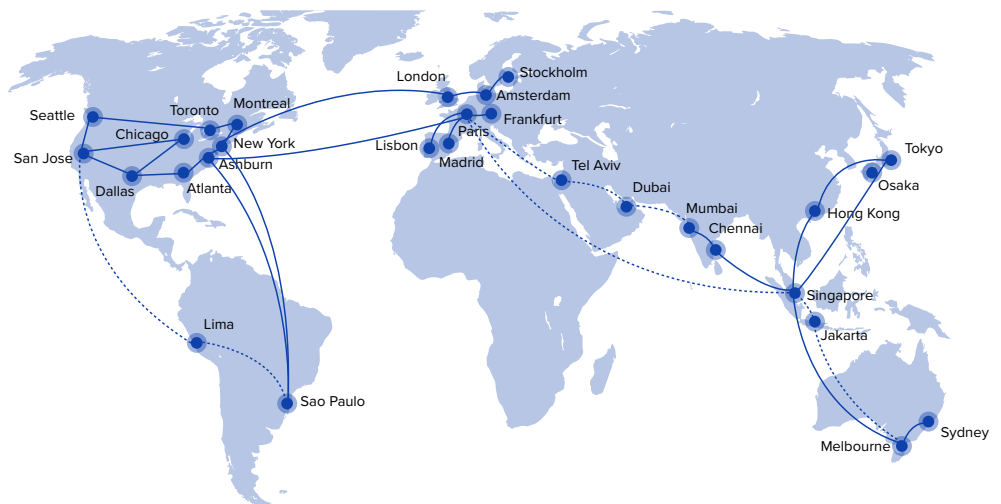 London
Stockholm
Amsterdam
Seattle
Toronto
Montreal
Frankfurt
Chicago
Paris
New York
Lisbon
Tokyo
San Jose
Madrid
Ashburn
Tel Aviv
Osaka
Dallas
Atlanta
Dubai
Mumbai
Hong Kong
Chennai
Singapore
Lima
Jakarta
Sao Paulo
Sydney
Melbourne